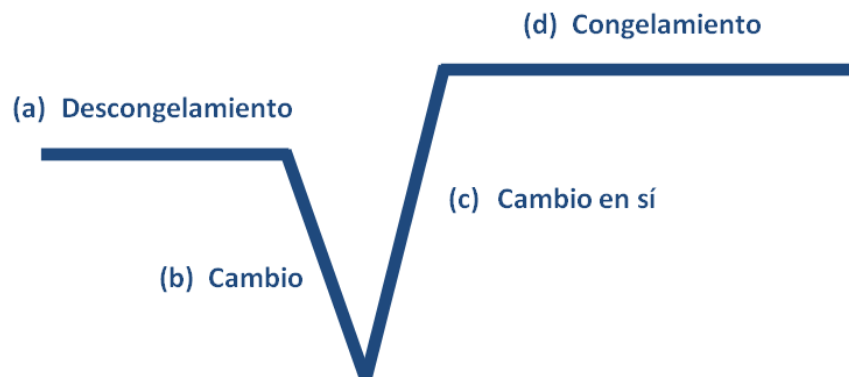 (d) Congelamiento
(a) Descongelamiento
(c) Cambio en sí
(b) Cambio